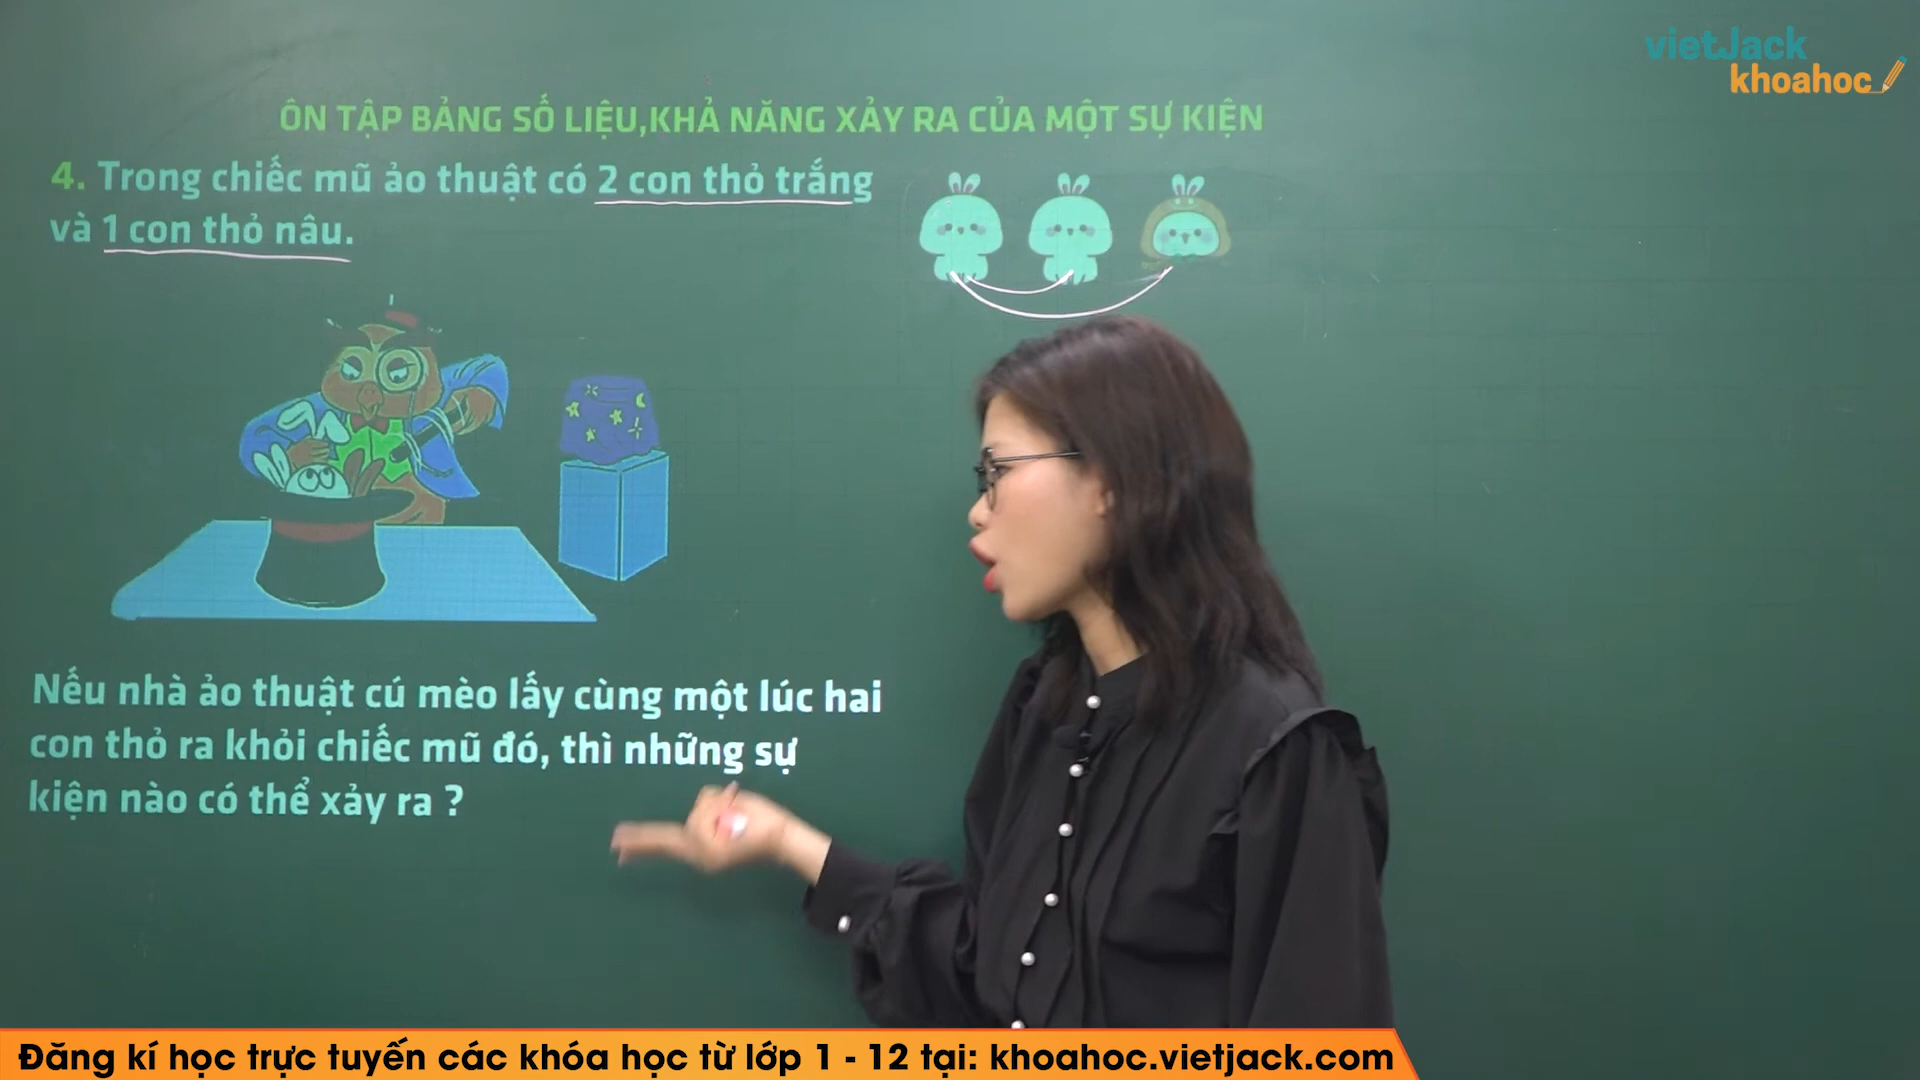 vietJack
khoahoc
ÔN TẬP BẢNG SỐ LIỆU,KHẢ NĂNG XẢY RA CỦA MỘT SỰ KIỆN
4. Trong chiếc mũ ảo thuật có 2 con thỏ trắng
và 1 con thỏ nâu.
Nếu nhà ảo thuật cú mèo lấy cùng một lúc hai
con thỏ ra khỏi chiếc mũ đó, thì những sự
kiện nào có thể xảy ra ?
Đăng kí học trực tuyến các khóa học từ lớp 1 - 12 tại: khoahoc.vietjack.com